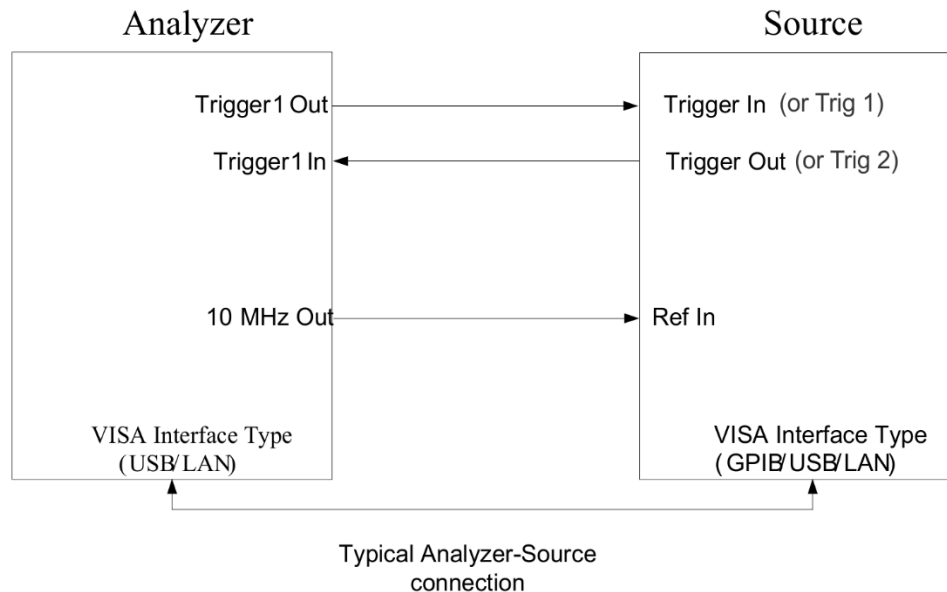 Analyzer
Source
Trigger1 Out
Trigger In (or Trig 1)
Trigger1 In
Trigger Out (or Trig 2)
10 MHz Out
Ref In
VISA Interface Type
(USB/LAN)
VISA Interface Type
(GPIB/USB/LAN)
Typical Analyzer-Source
connection